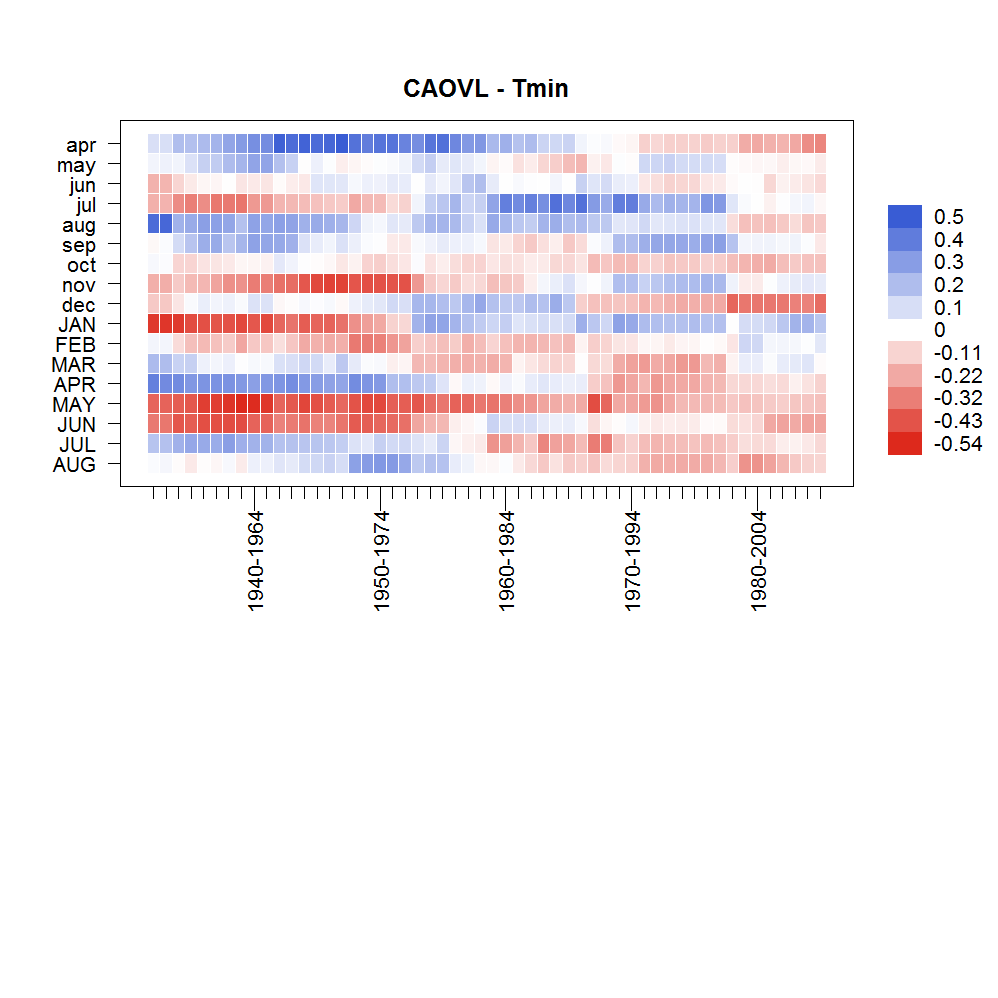 CAOVL - Tmin
apr
may
jun
jul
aug
sep
oct
nov
dec
JAN
FEB
MAR
APR
MAY
JUN
JUL
AUG
0.5
0.4
0.3
0.2
0.1
0
-0.11
-0.22
-0.32
-0.43
-0.54
1940-1964
1950-1974
1960-1984
1970-1994
1980-2004